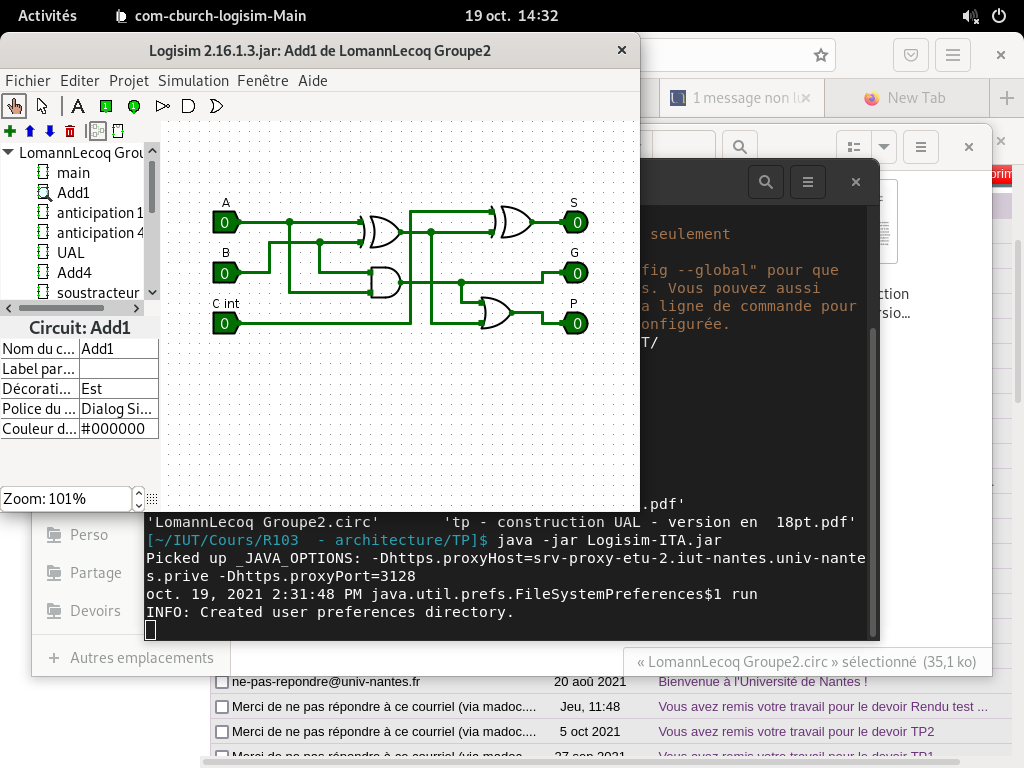 Activités
com-cburch-logisim-Main
19 oct. 14:32
Logisim 2.16.1.3.jar: Add1 de LomannLecoq Groupe2
Fichier Editer Projet Simulation Fenêtre Aide
A
LomannLecoq Grou
main
Add1
anticipation 1
anticipation 4
UAL
Add4
soustracteur
Circuit: Add1
Nom du c... Add1
Label par...
Décorati... Est
Police du ... Dialog Si...
Couleur d... #000000
Zoom: 101%
A
0
B
0
C int
0
S
0
G
0
P
0
1 message non l
New Tab
prim
seulement
fig --global" pour que
s. Vous pouvez aussi
a ligne de commande pour
onfigurée.
T/
ction
rsio...
.pdf'
'LomannLecoq Groupe2.circ' 'tp - construction UAL - version en 18pt.pdf'
[~/IUT/Cours/R103 - architecture/TP]$ java -jar Logisim-ITA.jar
Picked up _JAVA_OPTIONS: -Dhttps.proxyHost=srv-proxy-etu-2.iut-nantes.univ-nante
s.prive -Dhttps.proxyPort=3128
oct. 19, 2021 2:31:48 PM java.util.prefs.FileSystemPreferences$1 run
INFO: Created user preferences directory.
Perso
Partage
Devoirs
+ Autres emplacements
« LomannLecoq Groupe2.circ » sélectionné (35,1 ko)
ne-pas-repondre@univ-nantes.fr 20 aoû 2021 Bienvenue à l'Université de Nantes !
Merci de ne pas répondre à ce courriel (via madoc.... Jeu, 11:48 Vous avez remis votre travail pour le devoir Rendu test ...
Merci de ne pas répondre à ce courriel (via madoc.... 5 oct 2021 Vous avez remis votre travail pour le devoir TP2
Merci de ne pas répondre à ce courriel (via madoc.... 27 sep 2021 Vous avez remis votre travail pour le devoir TP1